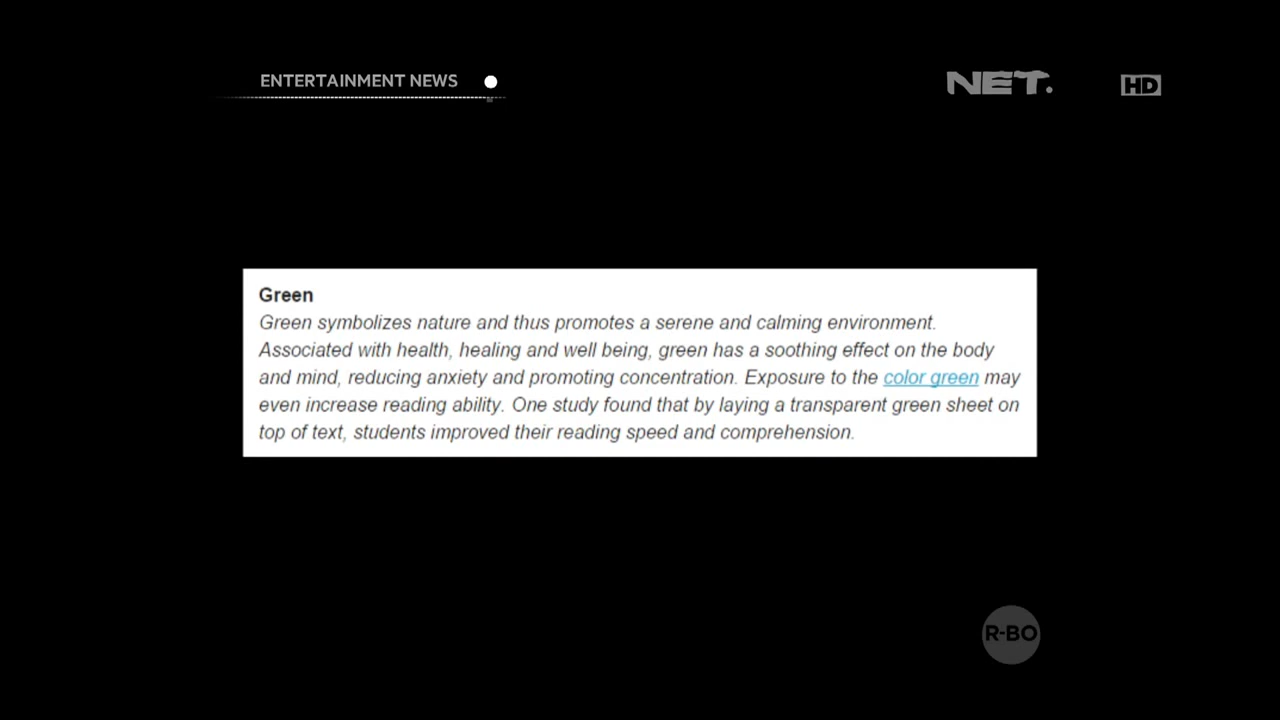 ENTERTAINMENT NEWS
NET.
HD
Green
Green symbolizes nature and thus promotes a serene and calming environment.
Associated with health, healing and well being, green has a soothing effect on the body
and mind, reducing anxiety and promoting concentration. Exposure to the color green may
even increase reading ability. One study found that by laying a transparent green sheet on
top of text, students improved their reading speed and comprehension.
R-BO